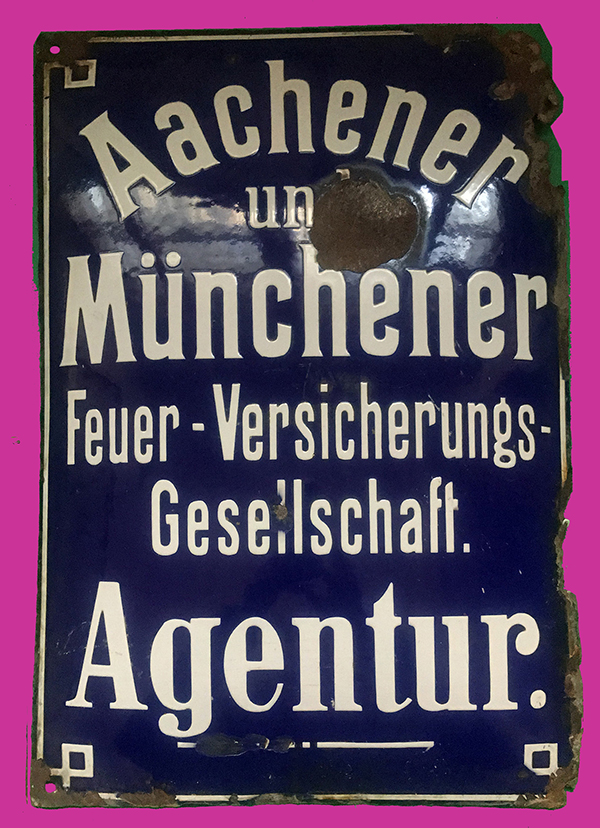 Aachener
un
Münchener
Feuer-Versicherungs-
Gesellschaft.
Agentur.